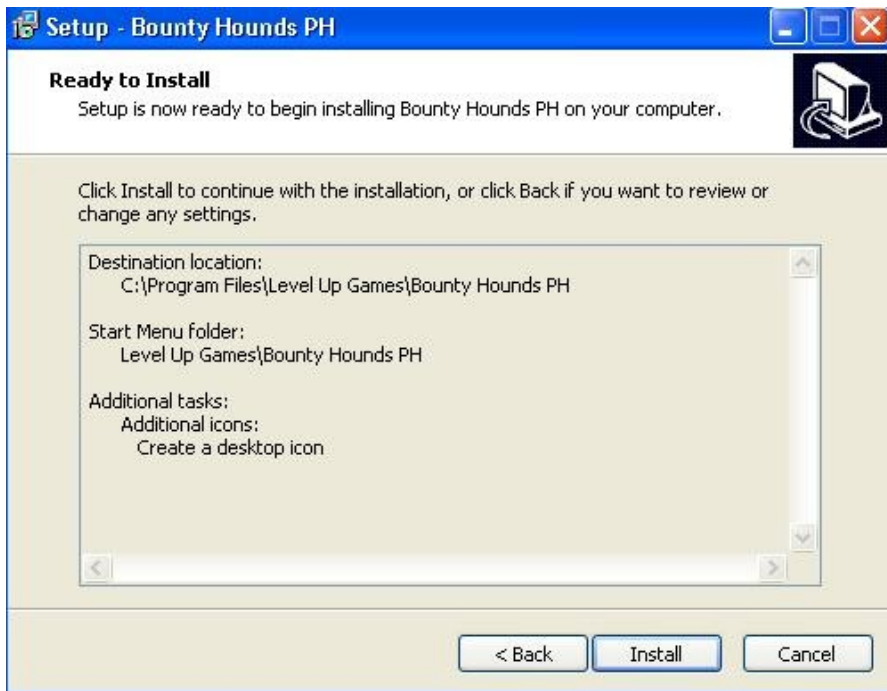 Setup - Bounty Hounds PH
Ready to Install
Setup is now ready to begin installing Bounty Hounds PH on your computer.
Click Install to continue with the installation, or click Back if you want to review or
change any settings.
Destination location:
C:\Program Files\Level Up Games\Bounty Hounds PH
Start Menu folder:
Level Up Games\Bounty Hounds PH
Additional tasks:
Additional icons:
Create a desktop icon
< Back
Install
Cancel